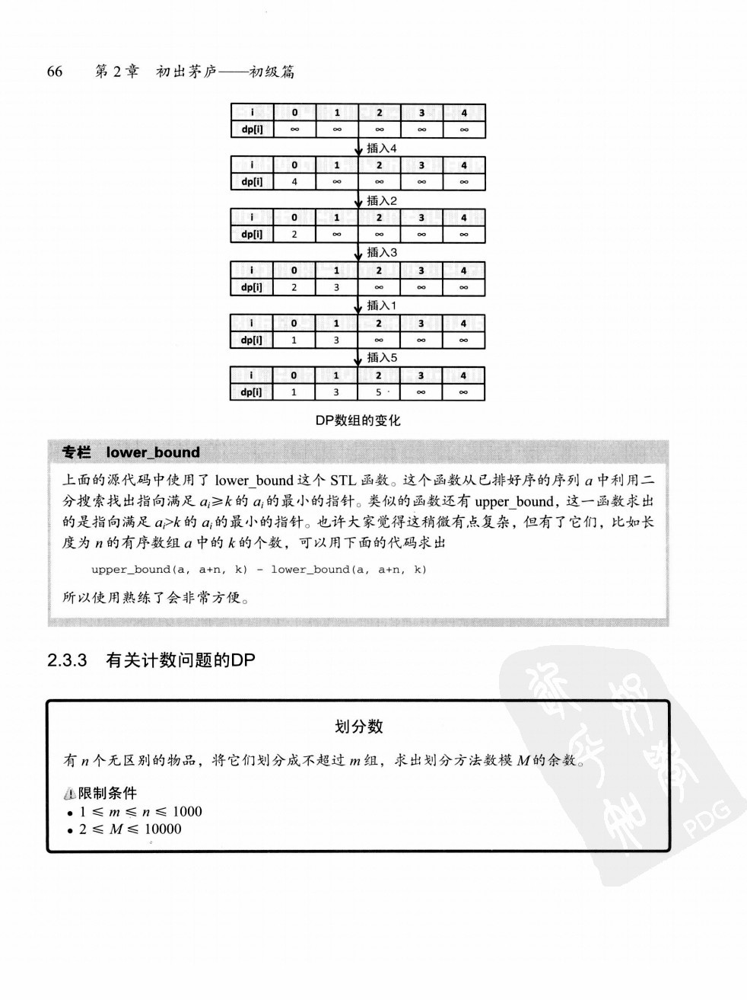 66 第2章 初出茅庐——初级篇
i 0 1 2 3 4
dp[i] ∞ ∞ ∞ ∞ ∞
插入4
i 0 1 2 3 4
dp[i] 4 ∞ ∞ ∞ ∞
插入2
i 0 1 2 3 4
dp[i] 2 ∞ ∞ ∞ ∞
插入3
i 0 1 2 3 4
dp[i] 2 3 ∞ ∞ ∞
插入1
i 0 1 2 3 4
dp[i] 1 3 ∞ ∞ ∞
插入5
i 0 1 2 3 4
dp[i] 1 3 5 ∞ ∞
DP数组的变化
专栏 lower_bound
上面的源代码中使用了 lower_bound 这个 STL 函数。这个函数从已排好序的序列 a 中利用二
分搜索找出指向满足 aᵢ≥k 的 aᵢ 的最小的指针。类似的函数还有 upper_bound，这一函数求出
的是指向满足 aᵢ>k 的 aᵢ 的最小的指针。也许大家觉得这稍微有点复杂，但有了它们，比如长
度为 n 的有序数组 a 中的 k 的个数，可以用下面的代码求出
upper_bound(a, a+n, k) - lower_bound(a, a+n, k)
所以使用熟练了会非常方便。
2.3.3 有关计数问题的DP
划分数
有 n 个无区别的物品，将它们划分成不超过 m 组，求出划分方法数模 M 的余数。
限制条件
• 1 ≤ m ≤ n ≤ 1000
• 2 ≤ M ≤ 10000
PDG